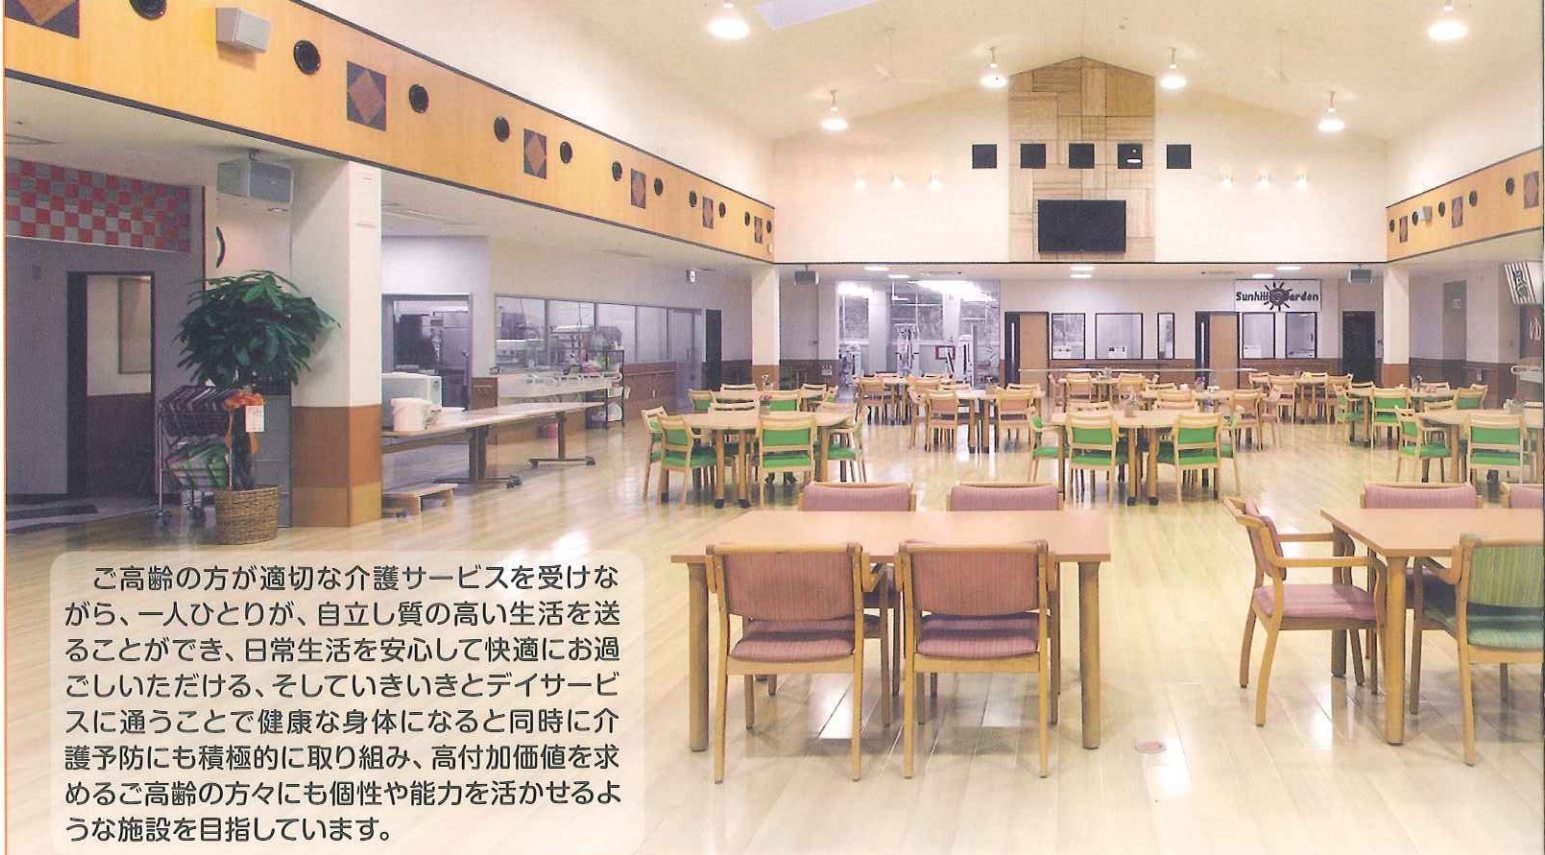 Sunhill Garden
ゆ
　ご高齢の方が適切な介護サービスを受けな
がら、一人ひとりが、自立し質の高い生活を送
ることができ、日常生活を安心して快適にお過
ごしいただける、そしていきいきとデイサービ
スに通うことで健康な身体になると同時に介
護予防にも積極的に取り組み、高付加価値を求
めるご高齢の方々にも個性や能力を活かせるよ
うな施設を目指しています。